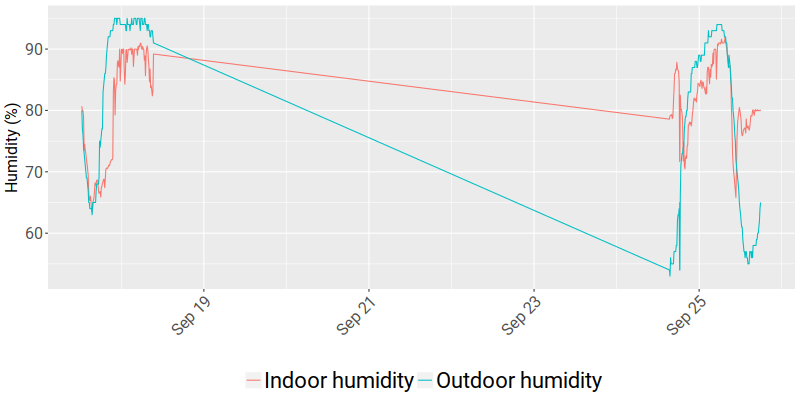 Humidity (%)
90
80
70
60
Sep 19
Sep 21
Sep 23
Sep 25
Indoor humidity
Outdoor humidity